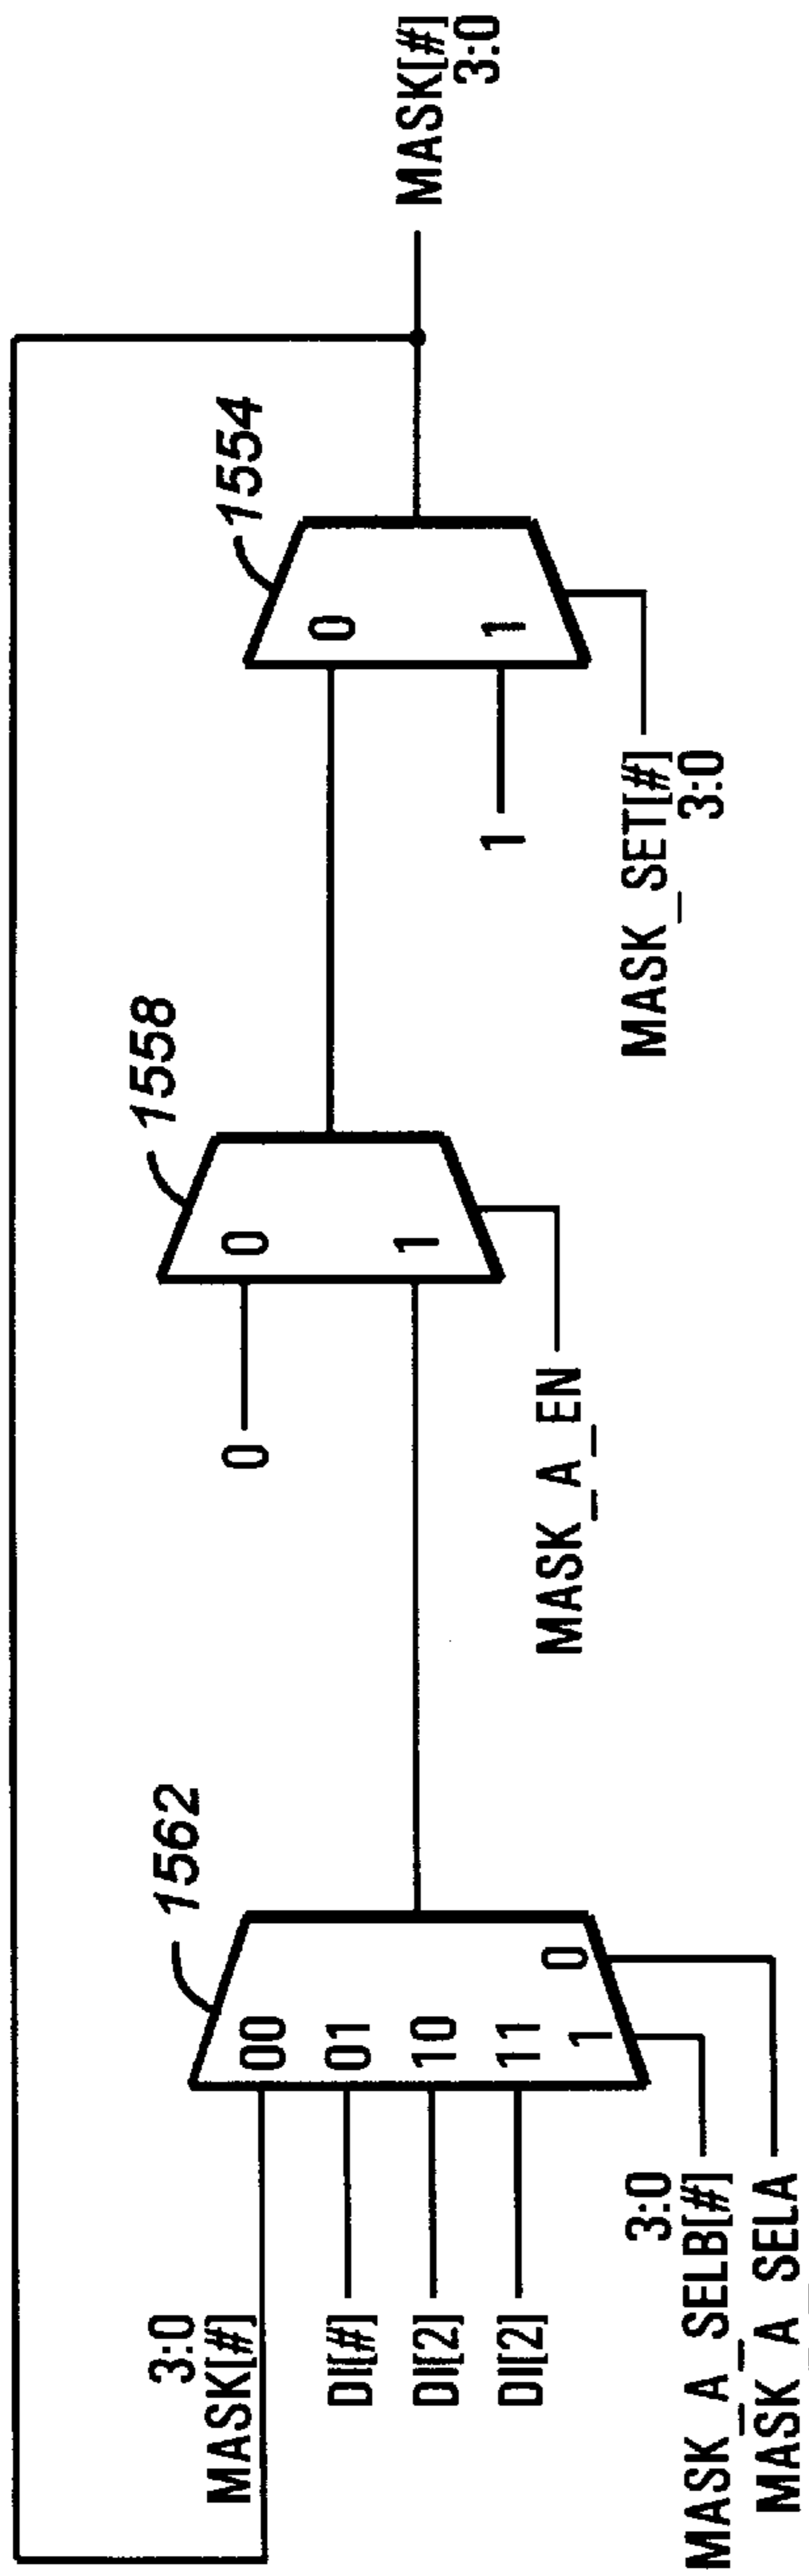 3:0
MASK[#]
DI[#]
DI[2]
DI[2]
3:0
MASK_A_SELB[#]
MASK_A_SELA
1562
00
01
10
11
1
0
0
MASK_A_EN
1558
0
1
1
MASK_SET[#]
3:0
1554
0
1
MASK[#]
3:0